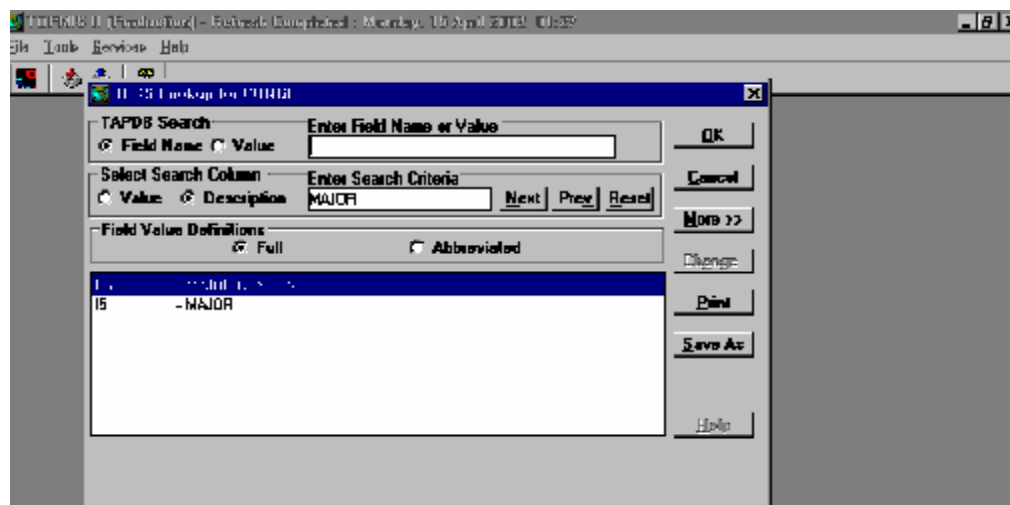 File Tools Services Help
TAPDB Search
Enter Field Name or Value
Field Name Value
OK
Select Search Column
Enter Search Criteria
Cancel
Value Description MAJOR Next Prev Reset
More >>
Field Value Definitions
Full Abbreviated
Change
I5 - MAJOR
Print
Save As
Help